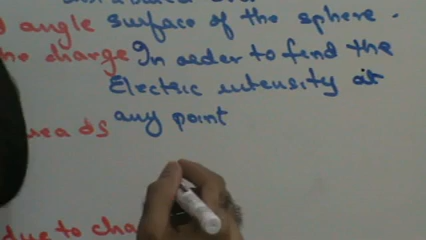 angle surface of the sphere.
charge In order to find the
Electric intensity at
area ds any point
due to cha